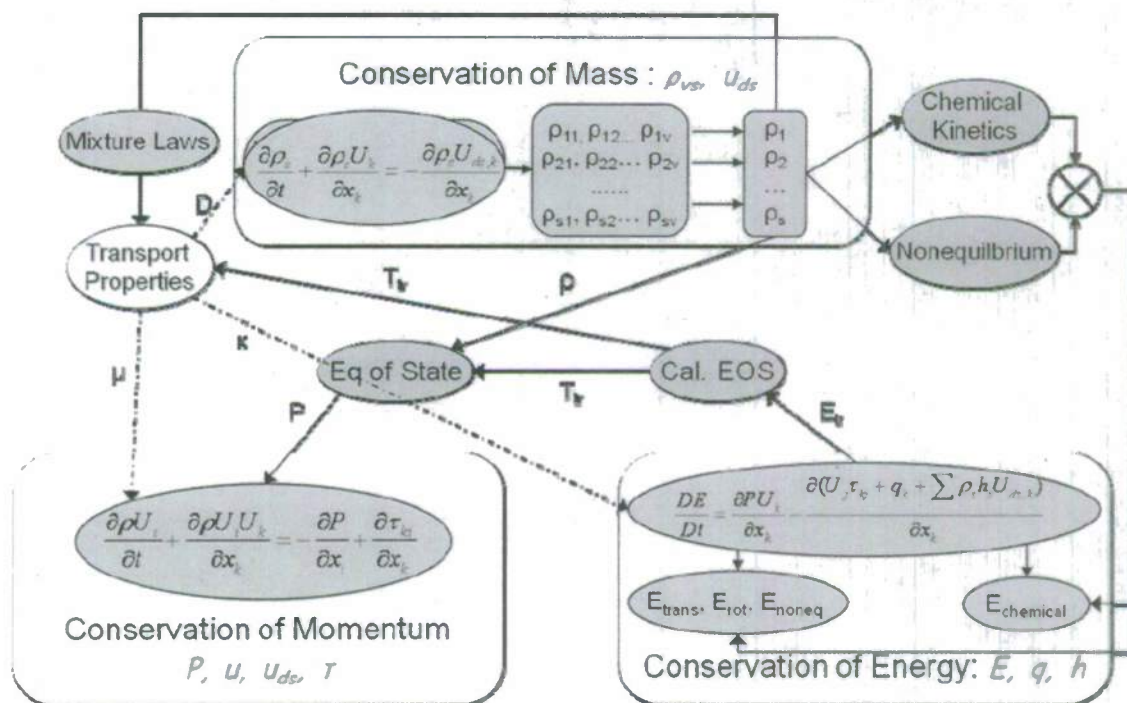 Conservation of Mass : ρvs, uds
Mixture Laws
∂ρs/∂t + ∂ρsUk/∂xk = -∂ρsUds,k/∂xk
ρ11, ρ12... ρ1v
ρ21, ρ22... ρ2v
......
ρs1, ρs2... ρsv
ρ1
ρ2
...
ρs
Chemical
Kinetics
Nonequilbrium
D
Transport
Properties
Ttr
ρ
κ
μ
Eq of State
Ttr
Cal. EOS
P
Etr
∂ρUi/∂t + ∂ρUiUk/∂xk = -∂P/∂xi + ∂τkj/∂xk
Conservation of Momentum
P, u, uds, τ
DE/Dt = ∂PUk/∂xk - ∂(Ujτkj + qk + ∑ρshsUds,k)/∂xk
Etrans, Erot, Enoneq
Echemical
Conservation of Energy: E, q, h